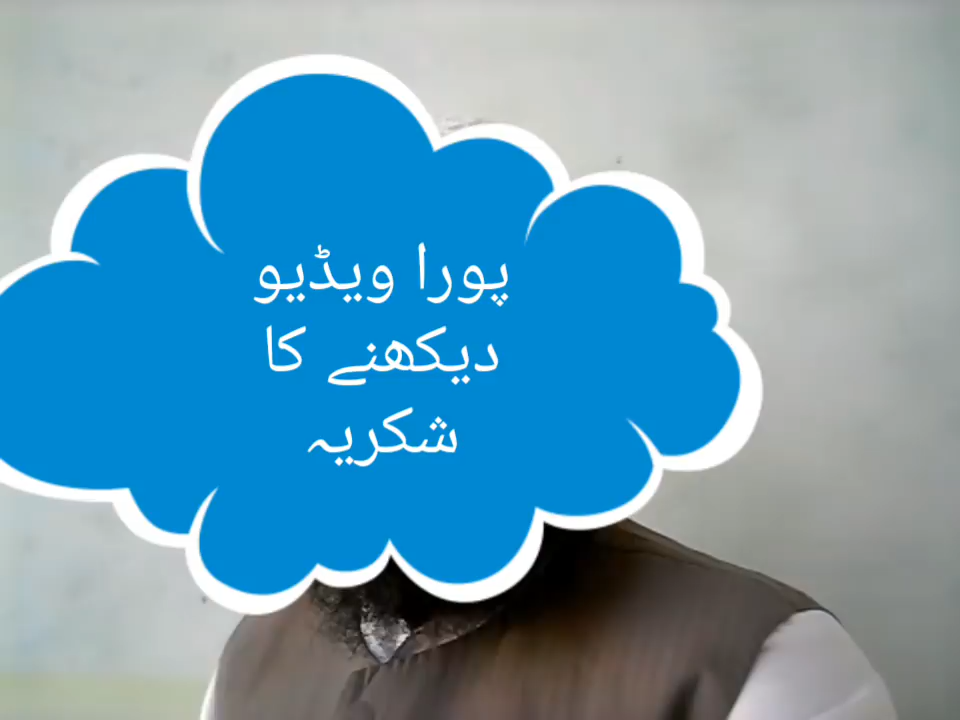 پورا ویڈیو
دیکھنے کا
شکریہ